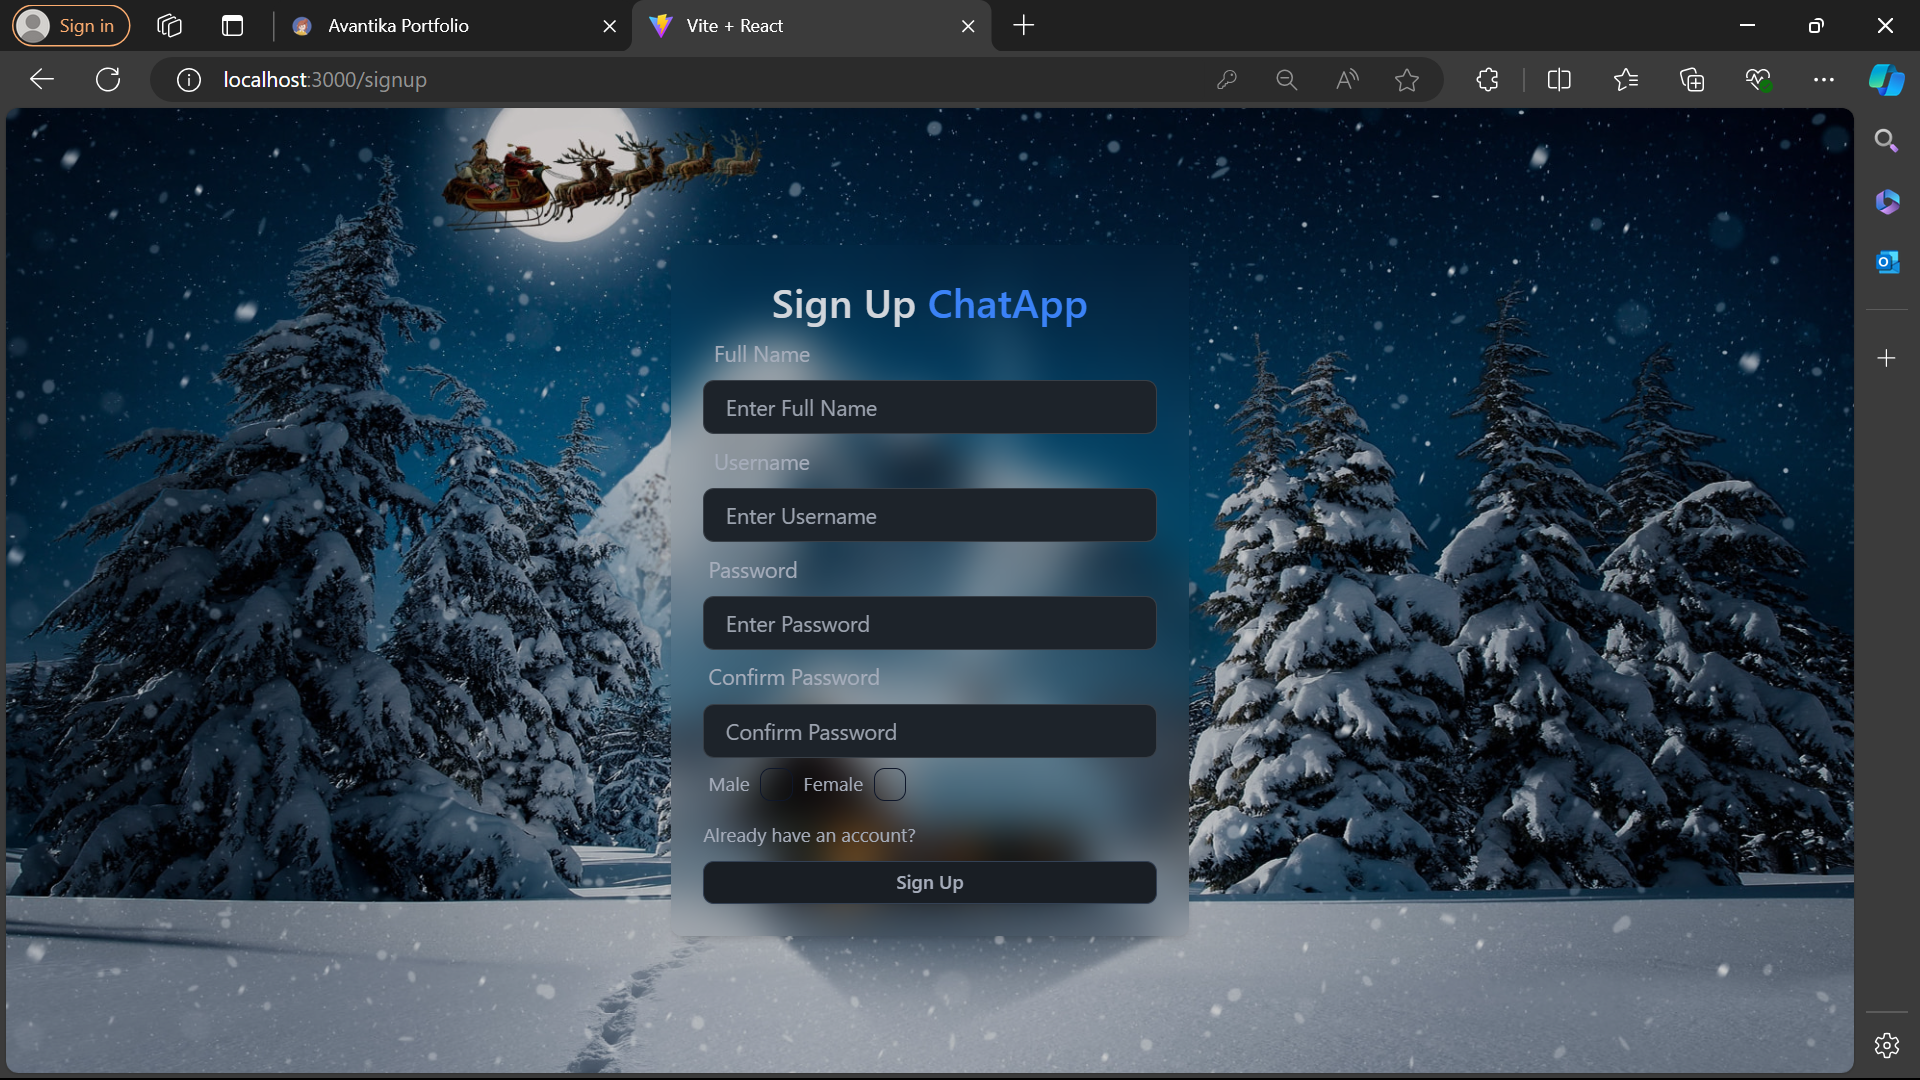 Sign in
Avantika Portfolio
Vite + React
localhost:3000/signup
Sign Up ChatApp
Full Name
Enter Full Name
Username
Enter Username
Password
Enter Password
Confirm Password
Confirm Password
Male Female
Already have an account?
Sign Up